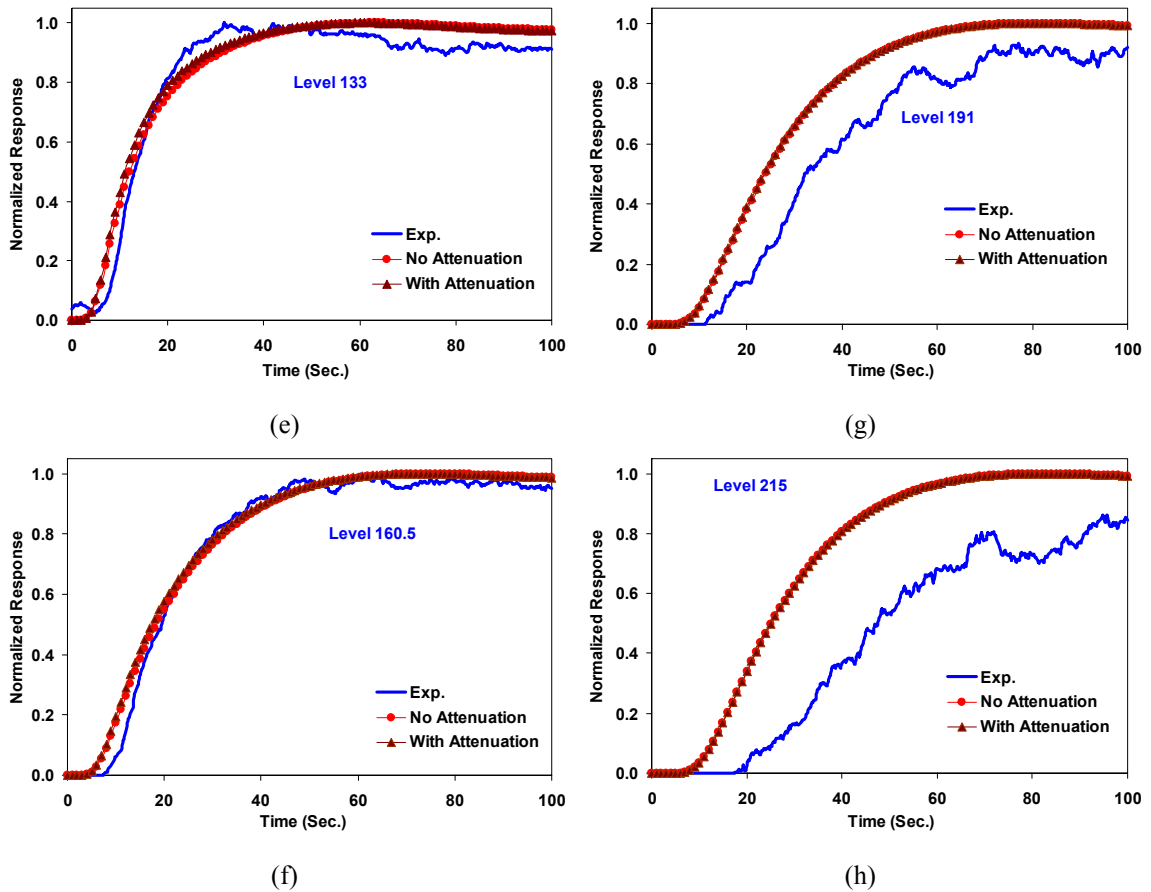 1.0
0.8
0.6
0.4
0.2
0.0
Normalized Response
Level 133
Exp.
No Attenuation
With Attenuation
0 20 40 60 80 100
Time (Sec.)
(e)
1.0
0.8
0.6
0.4
0.2
0.0
Normalized Response
Level 191
Exp.
No Attenuation
With Attenuation
0 20 40 60 80 100
Time (Sec.)
(g)
1.0
0.8
0.6
0.4
0.2
0.0
Normalized Response
Level 160.5
Exp.
No Attenuation
With Attenuation
0 20 40 60 80 100
Time (Sec.)
(f)
1.0
0.8
0.6
0.4
0.2
0.0
Normalized Response
Level 215
Exp.
No Attenuation
With Attenuation
0 20 40 60 80 100
Time (Sec.)
(h)